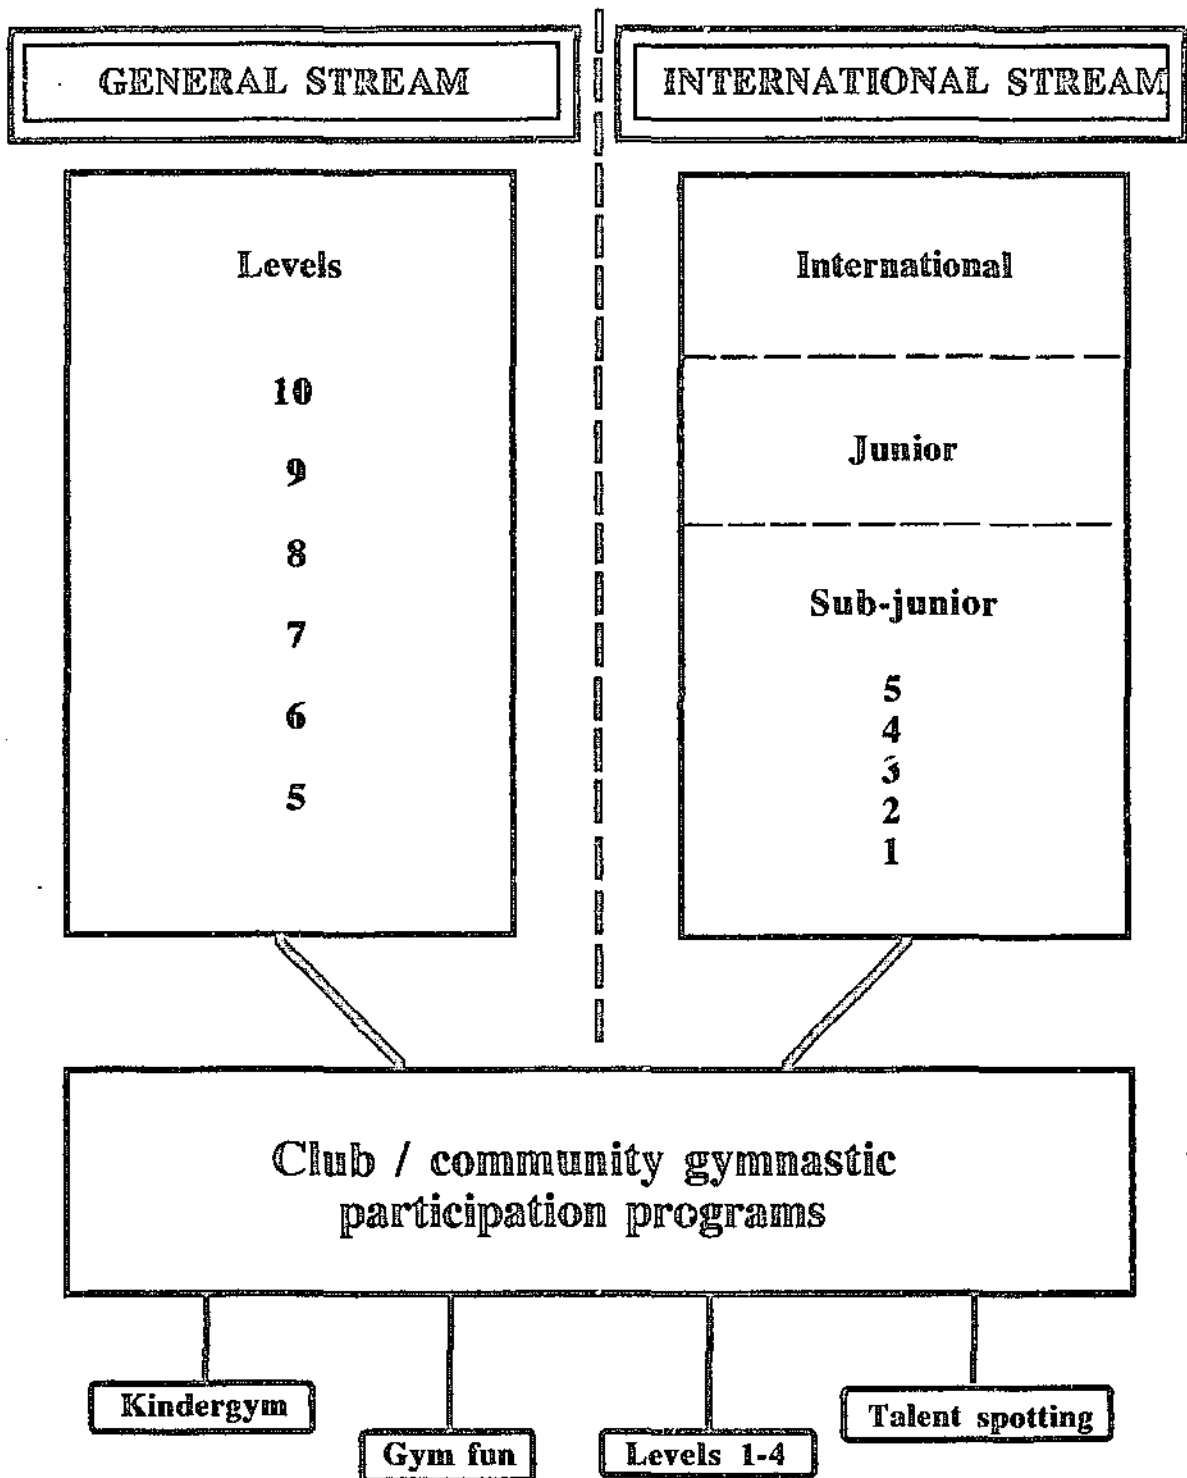 GENERAL STREAM
INTERNATIONAL STREAM
Levels
10
9
8
7
6
5
International
Junior
Sub-junior
5
4
3
2
1
Club / community gymnastic
participation programs
Kindergym
Gym fun
Levels 1-4
Talent spotting